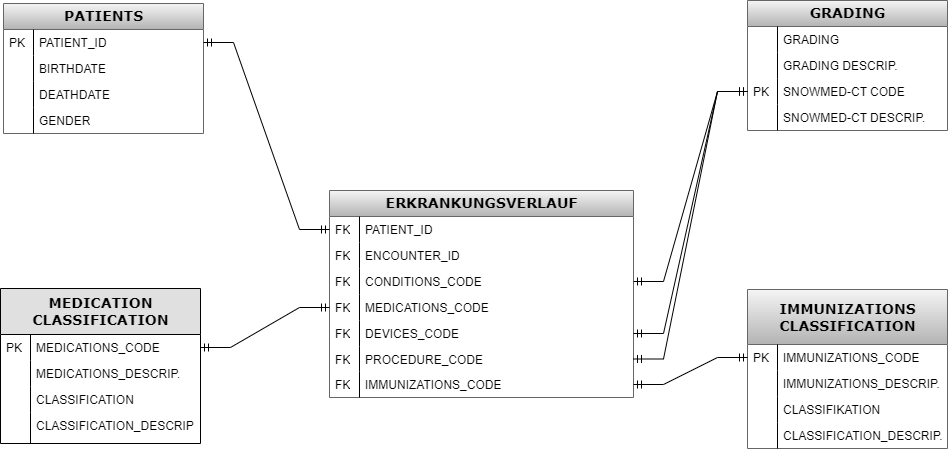 PATIENTS
PK PATIENT_ID
BIRTHDATE
DEATHDATE
GENDER
GRADING
GRADING
GRADING DESCRIP.
PK SNOWMED-CT CODE
SNOWMED-CT DESCRIP.
ERKRANKUNGSVERLAUF
FK PATIENT_ID
FK ENCOUNTER_ID
FK CONDITIONS_CODE
FK MEDICATIONS_CODE
FK DEVICES_CODE
FK PROCEDURE_CODE
FK IMMUNIZATIONS_CODE
MEDICATION
CLASSIFICATION
PK MEDICATIONS_CODE
MEDICATIONS_DESCRIP.
CLASSIFICATION
CLASSIFICATION_DESCRIP
IMMUNIZATIONS
CLASSIFICATION
PK IMMUNIZATIONS_CODE
IMMUNIZATIONS_DESCRIP.
CLASSIFIKATION
CLASSIFICATION_DESCRIP.